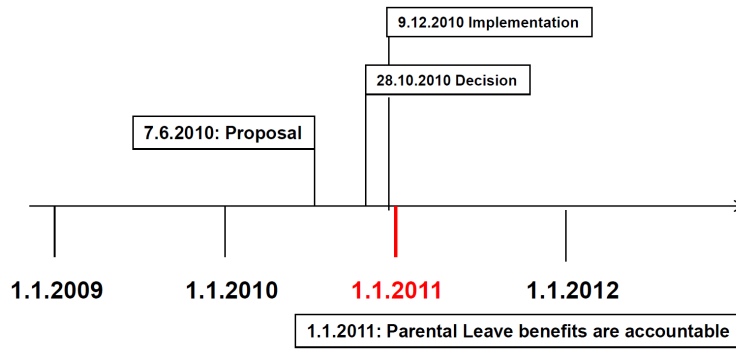 9.12.2010 Implementation
28.10.2010 Decision
7.6.2010: Proposal
1.1.2009
1.1.2010
1.1.2011
1.1.2012
1.1.2011: Parental Leave benefits are accountable